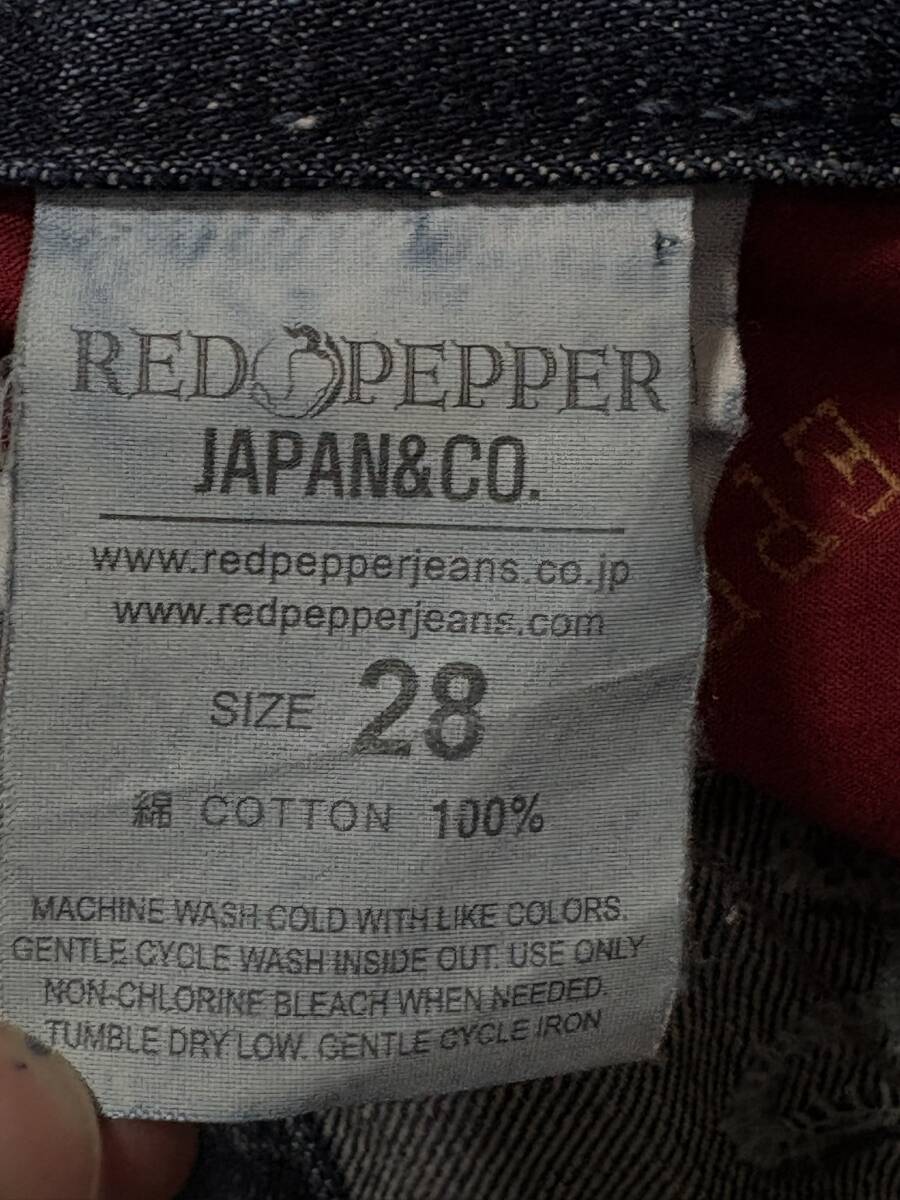 RED PEPPER
JAPAN&CO.
www.redpepperjeans.co.jp
www.redpepperjeans.com
SIZE 28
綿 COTTON 100%
MACHINE WASH COLD WITH LIKE COLORS.
GENTLE CYCLE WASH INSIDE OUT. USE ONLY
NON-CHLORINE BLEACH WHEN NEEDED.
TUMBLE DRY LOW. GENTLE CYCLE IRON